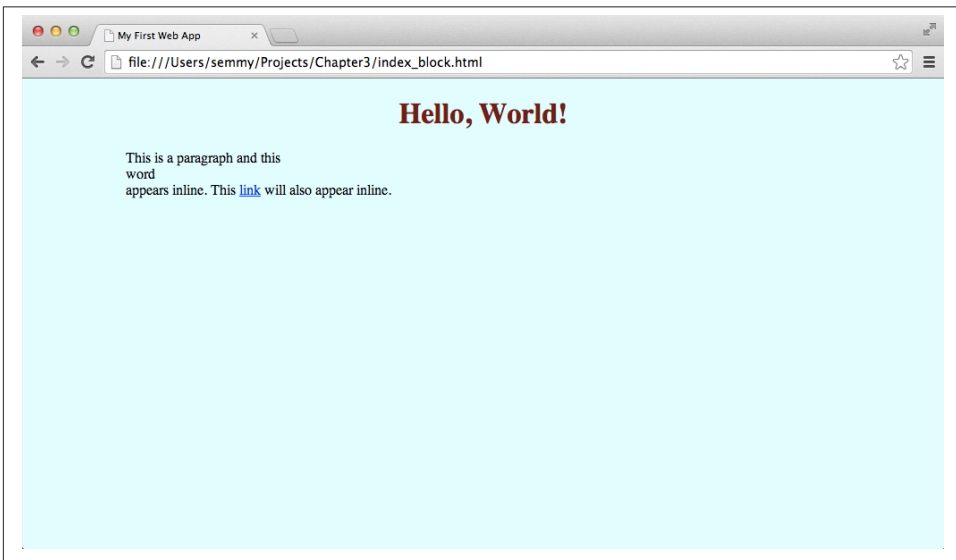 My First Web App
file:///Users/semmy/Projects/Chapter3/index_block.html
Hello, World!
This is a paragraph and this
word
appears inline. This link will also appear inline.